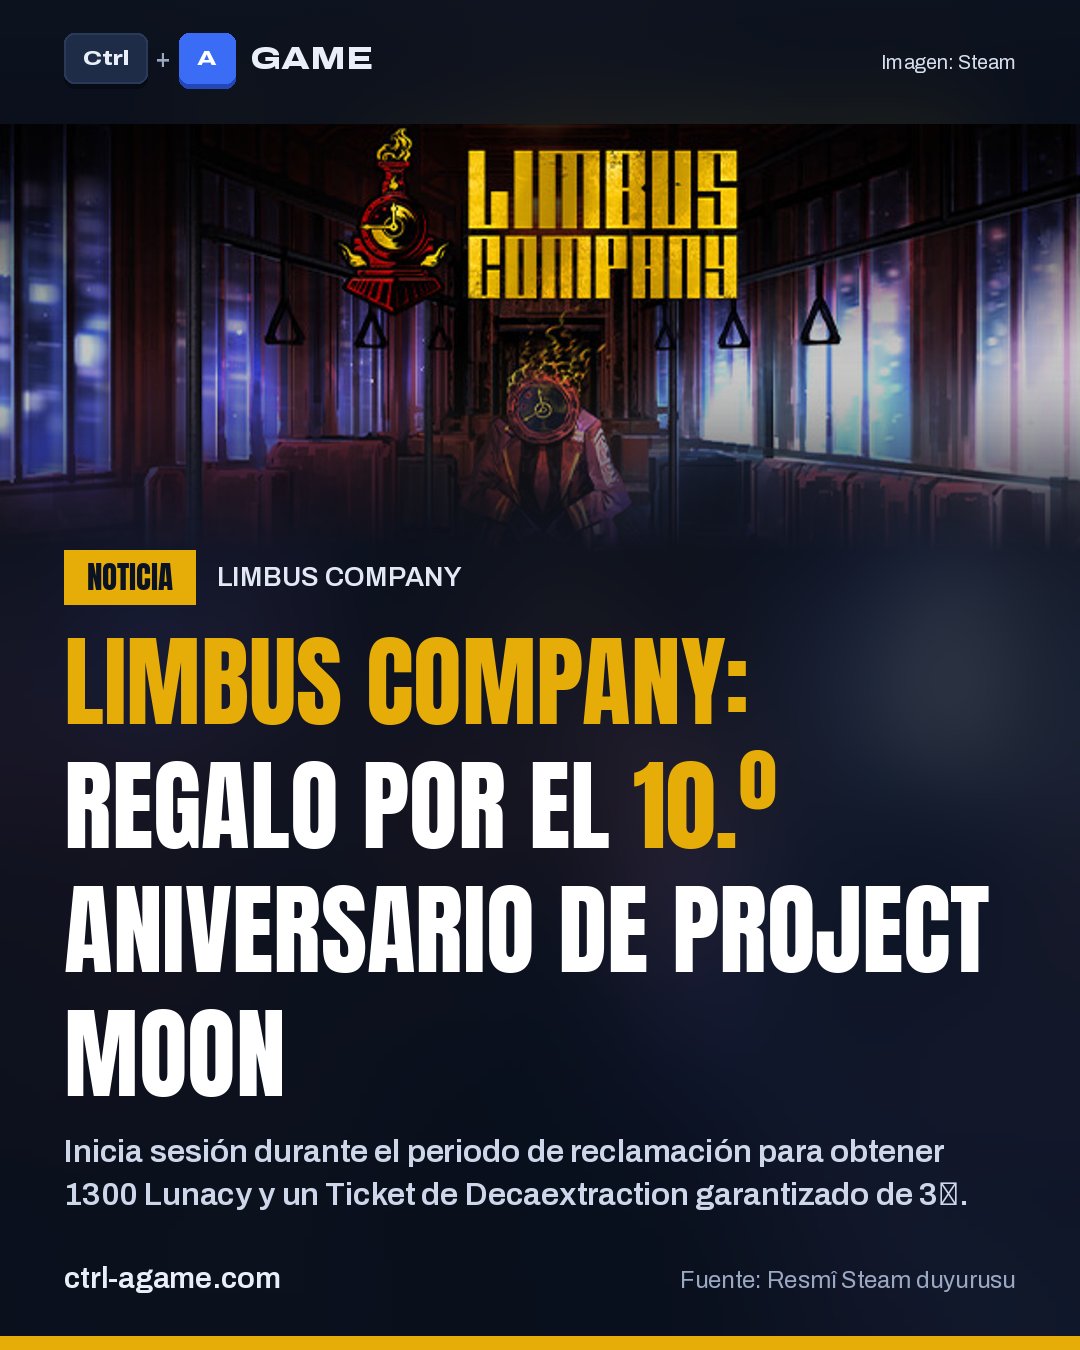 Ctrl + A GAME
Imagen: Steam
LIMBUS
COMPANY
NOTICIA LIMBUS COMPANY
LIMBUS COMPANY:
REGALO POR EL 10.º
ANIVERSARIO DE PROJECT
MOON
Inicia sesión durante el periodo de reclamación para obtener
1300 Lunacy y un Ticket de Decaextraction garantizado de 3.
ctrl-agame.com
Fuente: Resmî Steam duyurusu